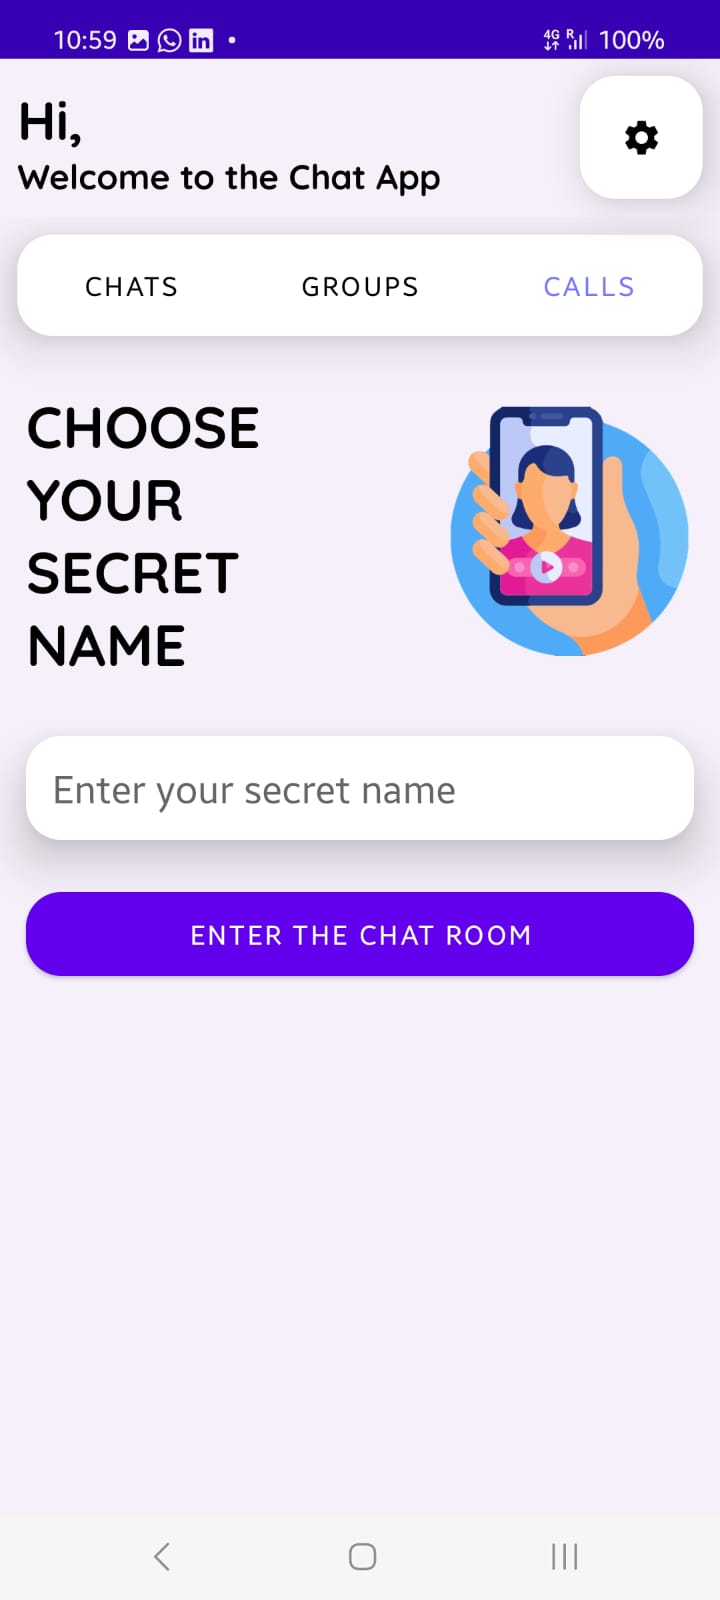 10:59 4G R 100%
Hi,
Welcome to the Chat App
CHATS GROUPS CALLS
CHOOSE
YOUR
SECRET
NAME
Enter your secret name
ENTER THE CHAT ROOM